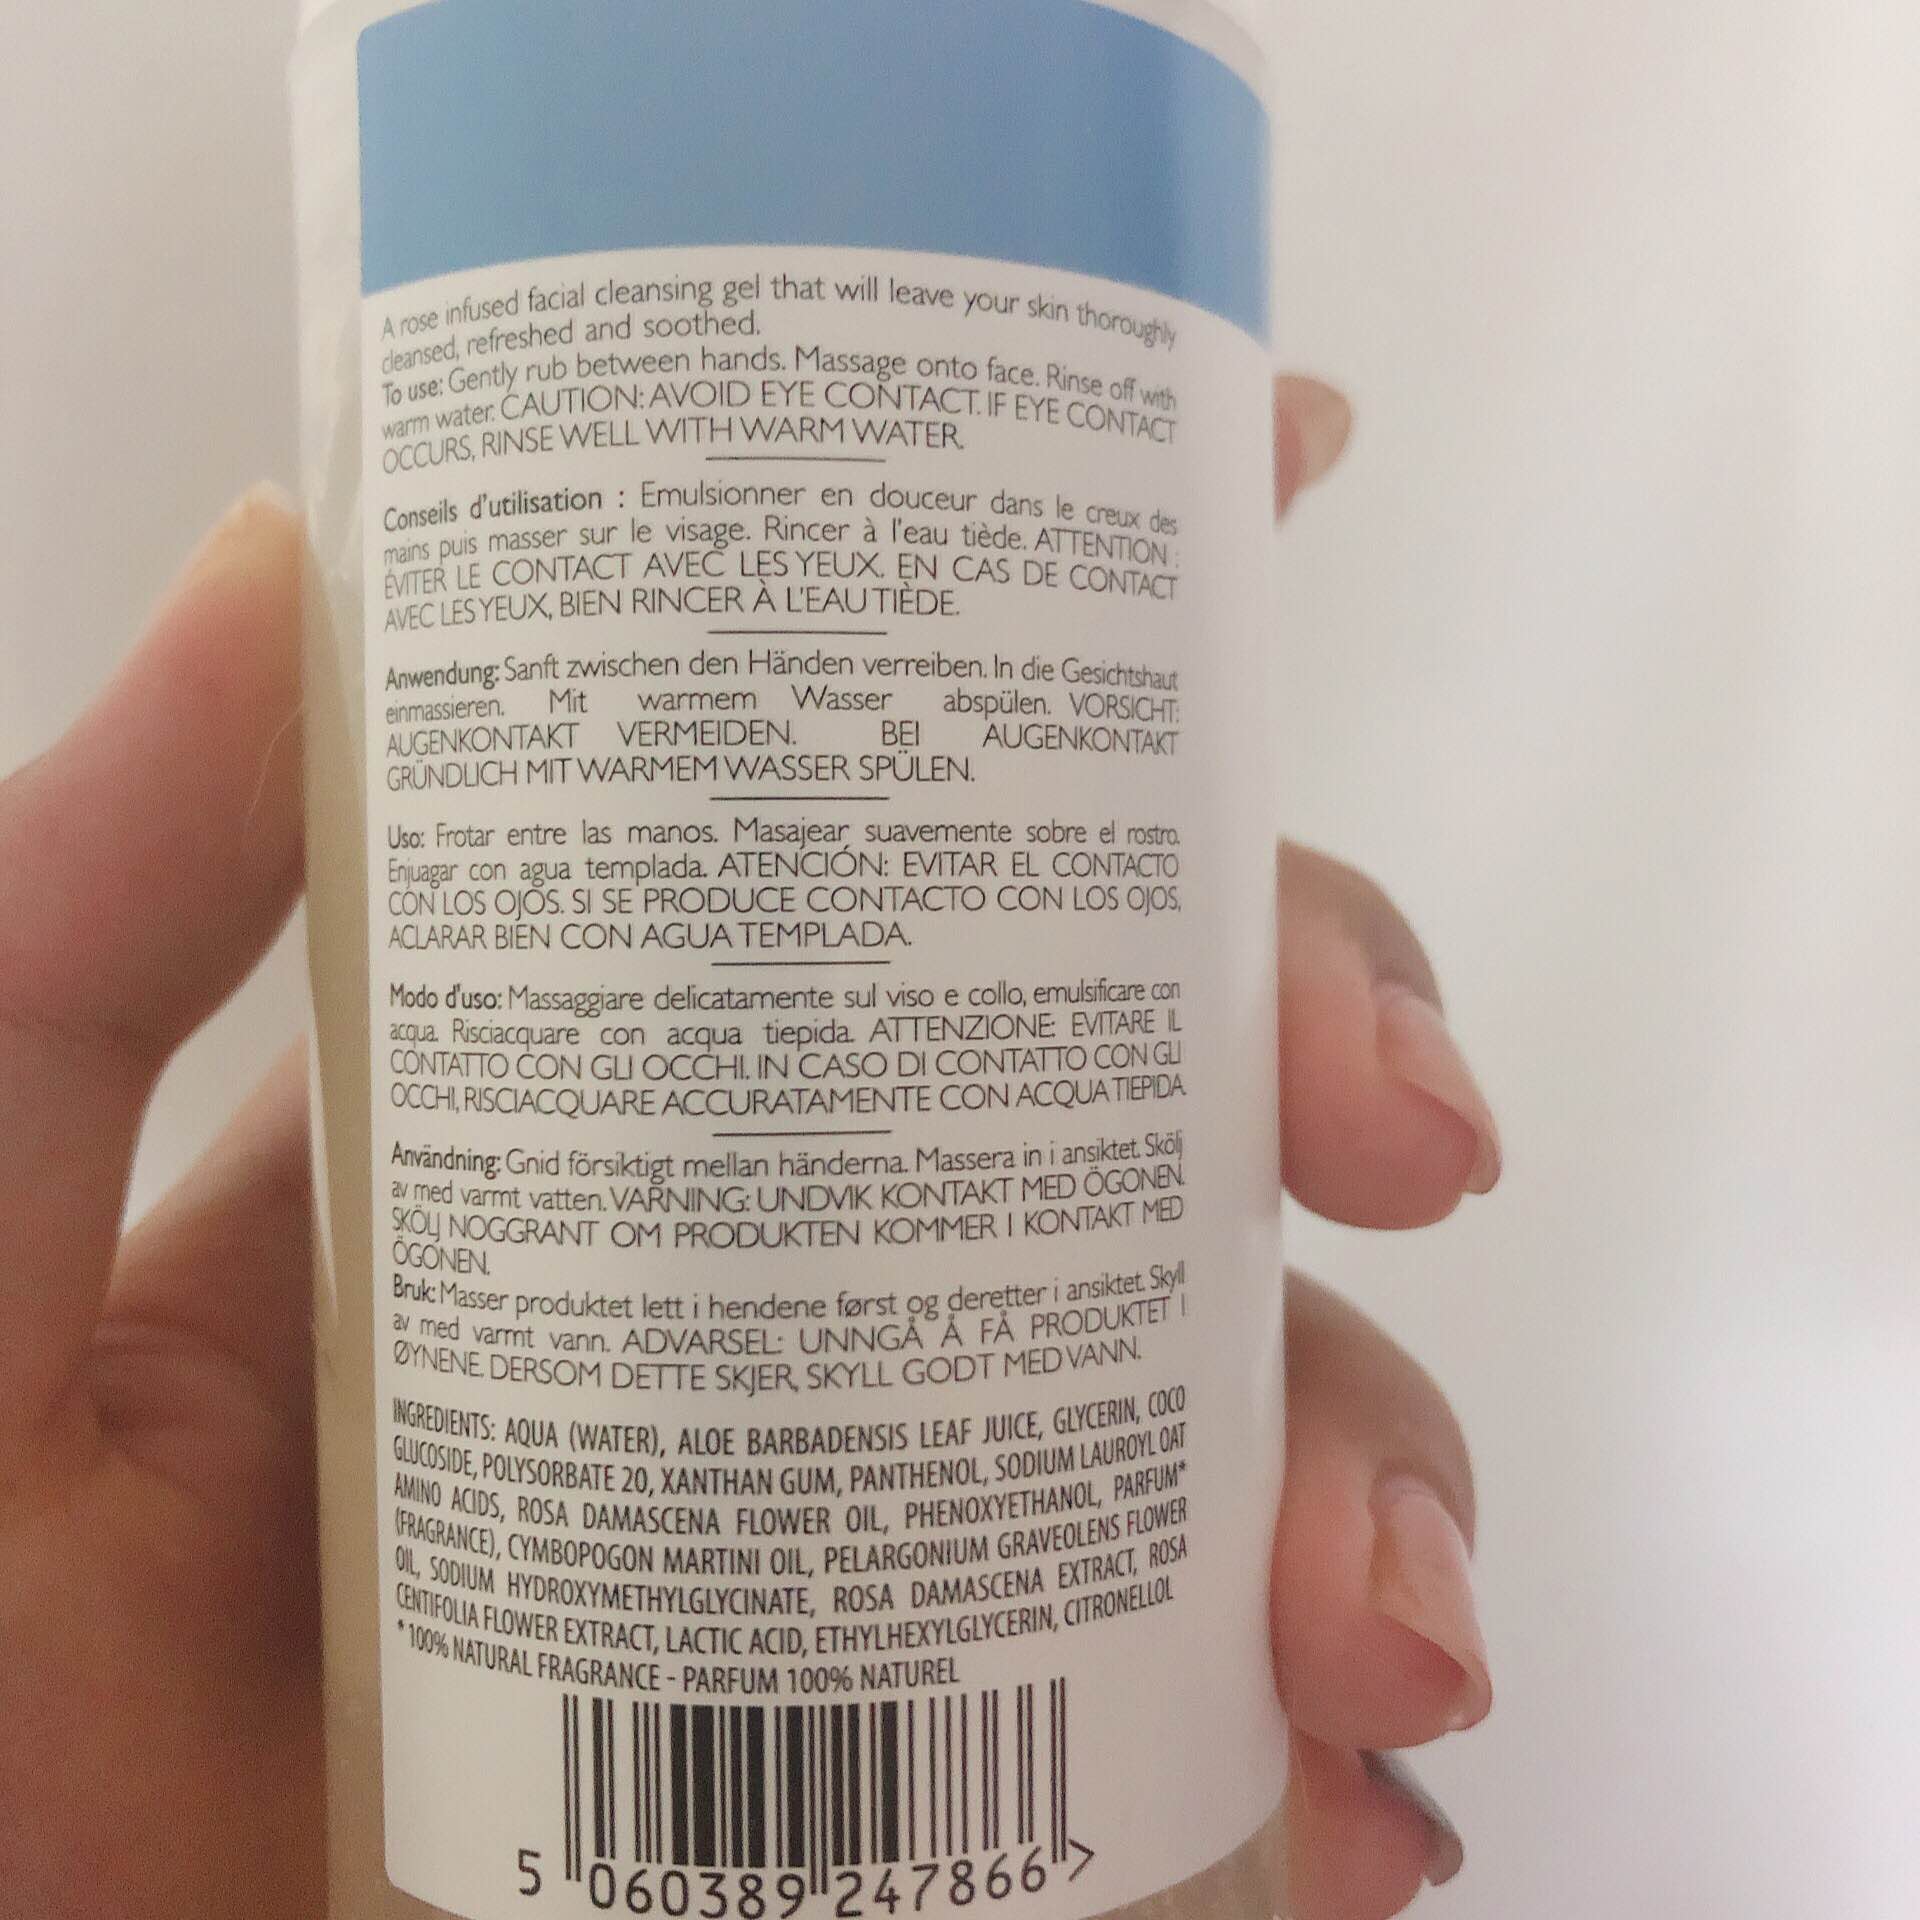 A rose infused facial cleansing gel that will leave your skin thoroughly
cleansed, refreshed and soothed.
To use: Gently rub between hands. Massage onto face. Rinse off with
warm water. CAUTION: AVOID EYE CONTACT. IF EYE CONTACT
OCCURS, RINSE WELL WITH WARM WATER.
Conseils d'utilisation : Emulsionner en douceur dans le creux des
mains puis masser sur le visage. Rincer à l'eau tiède. ATTENTION :
ÉVITER LE CONTACT AVEC LES YEUX. EN CAS DE CONTACT
AVEC LES YEUX, BIEN RINCER À L'EAU TIÈDE.
Anwendung: Sanft zwischen den Händen verreiben. In die Gesichtshaut
einmassieren. Mit warmem Wasser abspülen. VORSICHT:
AUGENKONTAKT VERMEIDEN. BEI AUGENKONTAKT
GRÜNDLICH MIT WARMEM WASSER SPÜLEN.
Uso: Frotar entre las manos. Masajear suavemente sobre el rostro.
Enjuagar con agua templada. ATENCIÓN: EVITAR EL CONTACTO
CON LOS OJOS. SI SE PRODUCE CONTACTO CON LOS OJOS,
ACLARAR BIEN CON AGUA TEMPLADA.
Modo d'uso: Massaggiare delicatamente sul viso e collo, emulsificare con
acqua. Risciacquare con acqua tiepida. ATTENZIONE: EVITARE IL
CONTATTO CON GLI OCCHI. IN CASO DI CONTATTO CON GLI
OCCHI, RISCIACQUARE ACCURATAMENTE CON ACQUA TIEPIDA.
Användning: Gnid försiktigt mellan händerna. Massera in i ansiktet. Skölj
av med varmt vatten. VARNING: UNDVIK KONTAKT MED ÖGONEN.
SKÖLJ NOGGRANT OM PRODUKTEN KOMMER I KONTAKT MED
ÖGONEN.
Bruk: Masser produktet lett i hendene først og deretter i ansiktet. Skyll
av med varmt vann. ADVARSEL: UNNGÅ Å FÅ PRODUKTET I
ØYNENE. DERSOM DETTE SKJER, SKYLL GODT MED VANN.
INGREDIENTS: AQUA (WATER), ALOE BARBADENSIS LEAF JUICE, GLYCERIN, COCO
GLUCOSIDE, POLYSORBATE 20, XANTHAN GUM, PANTHENOL, SODIUM LAUROYL OAT
AMINO ACIDS, ROSA DAMASCENA FLOWER OIL, PHENOXYETHANOL, PARFUM*
(FRAGRANCE), CYMBOPOGON MARTINI OIL, PELARGONIUM GRAVEOLENS FLOWER
OIL, SODIUM HYDROXYMETHYLGLYCINATE, ROSA DAMASCENA EXTRACT, ROSA
CENTIFOLIA FLOWER EXTRACT, LACTIC ACID, ETHYLHEXYLGLYCERIN, CITRONELLOL
*100% NATURAL FRAGRANCE - PARFUM 100% NATUREL
5 060389 247866 >